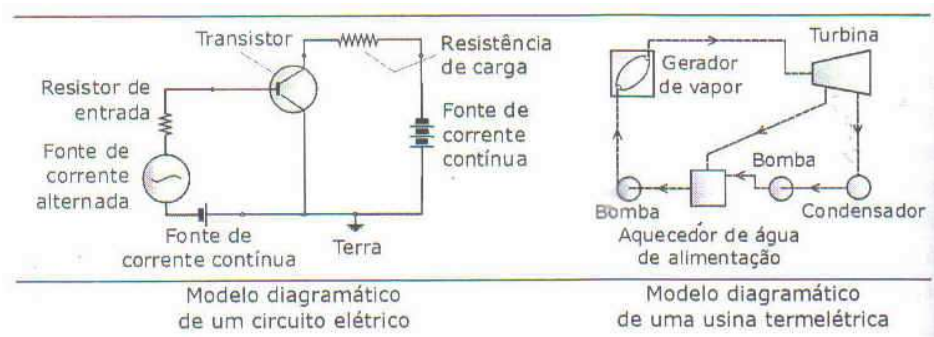 Transistor
Resistência
de carga
Resistor de
entrada
Fonte de
corrente
alternada
Fonte de
corrente
contínua
Fonte de
corrente contínua
Terra
Modelo diagramático
de um circuito elétrico
Turbina
Gerador
de vapor
Bomba
Bomba
Condensador
Aquecedor de água
de alimentação
Modelo diagramático
de uma usina termelétrica